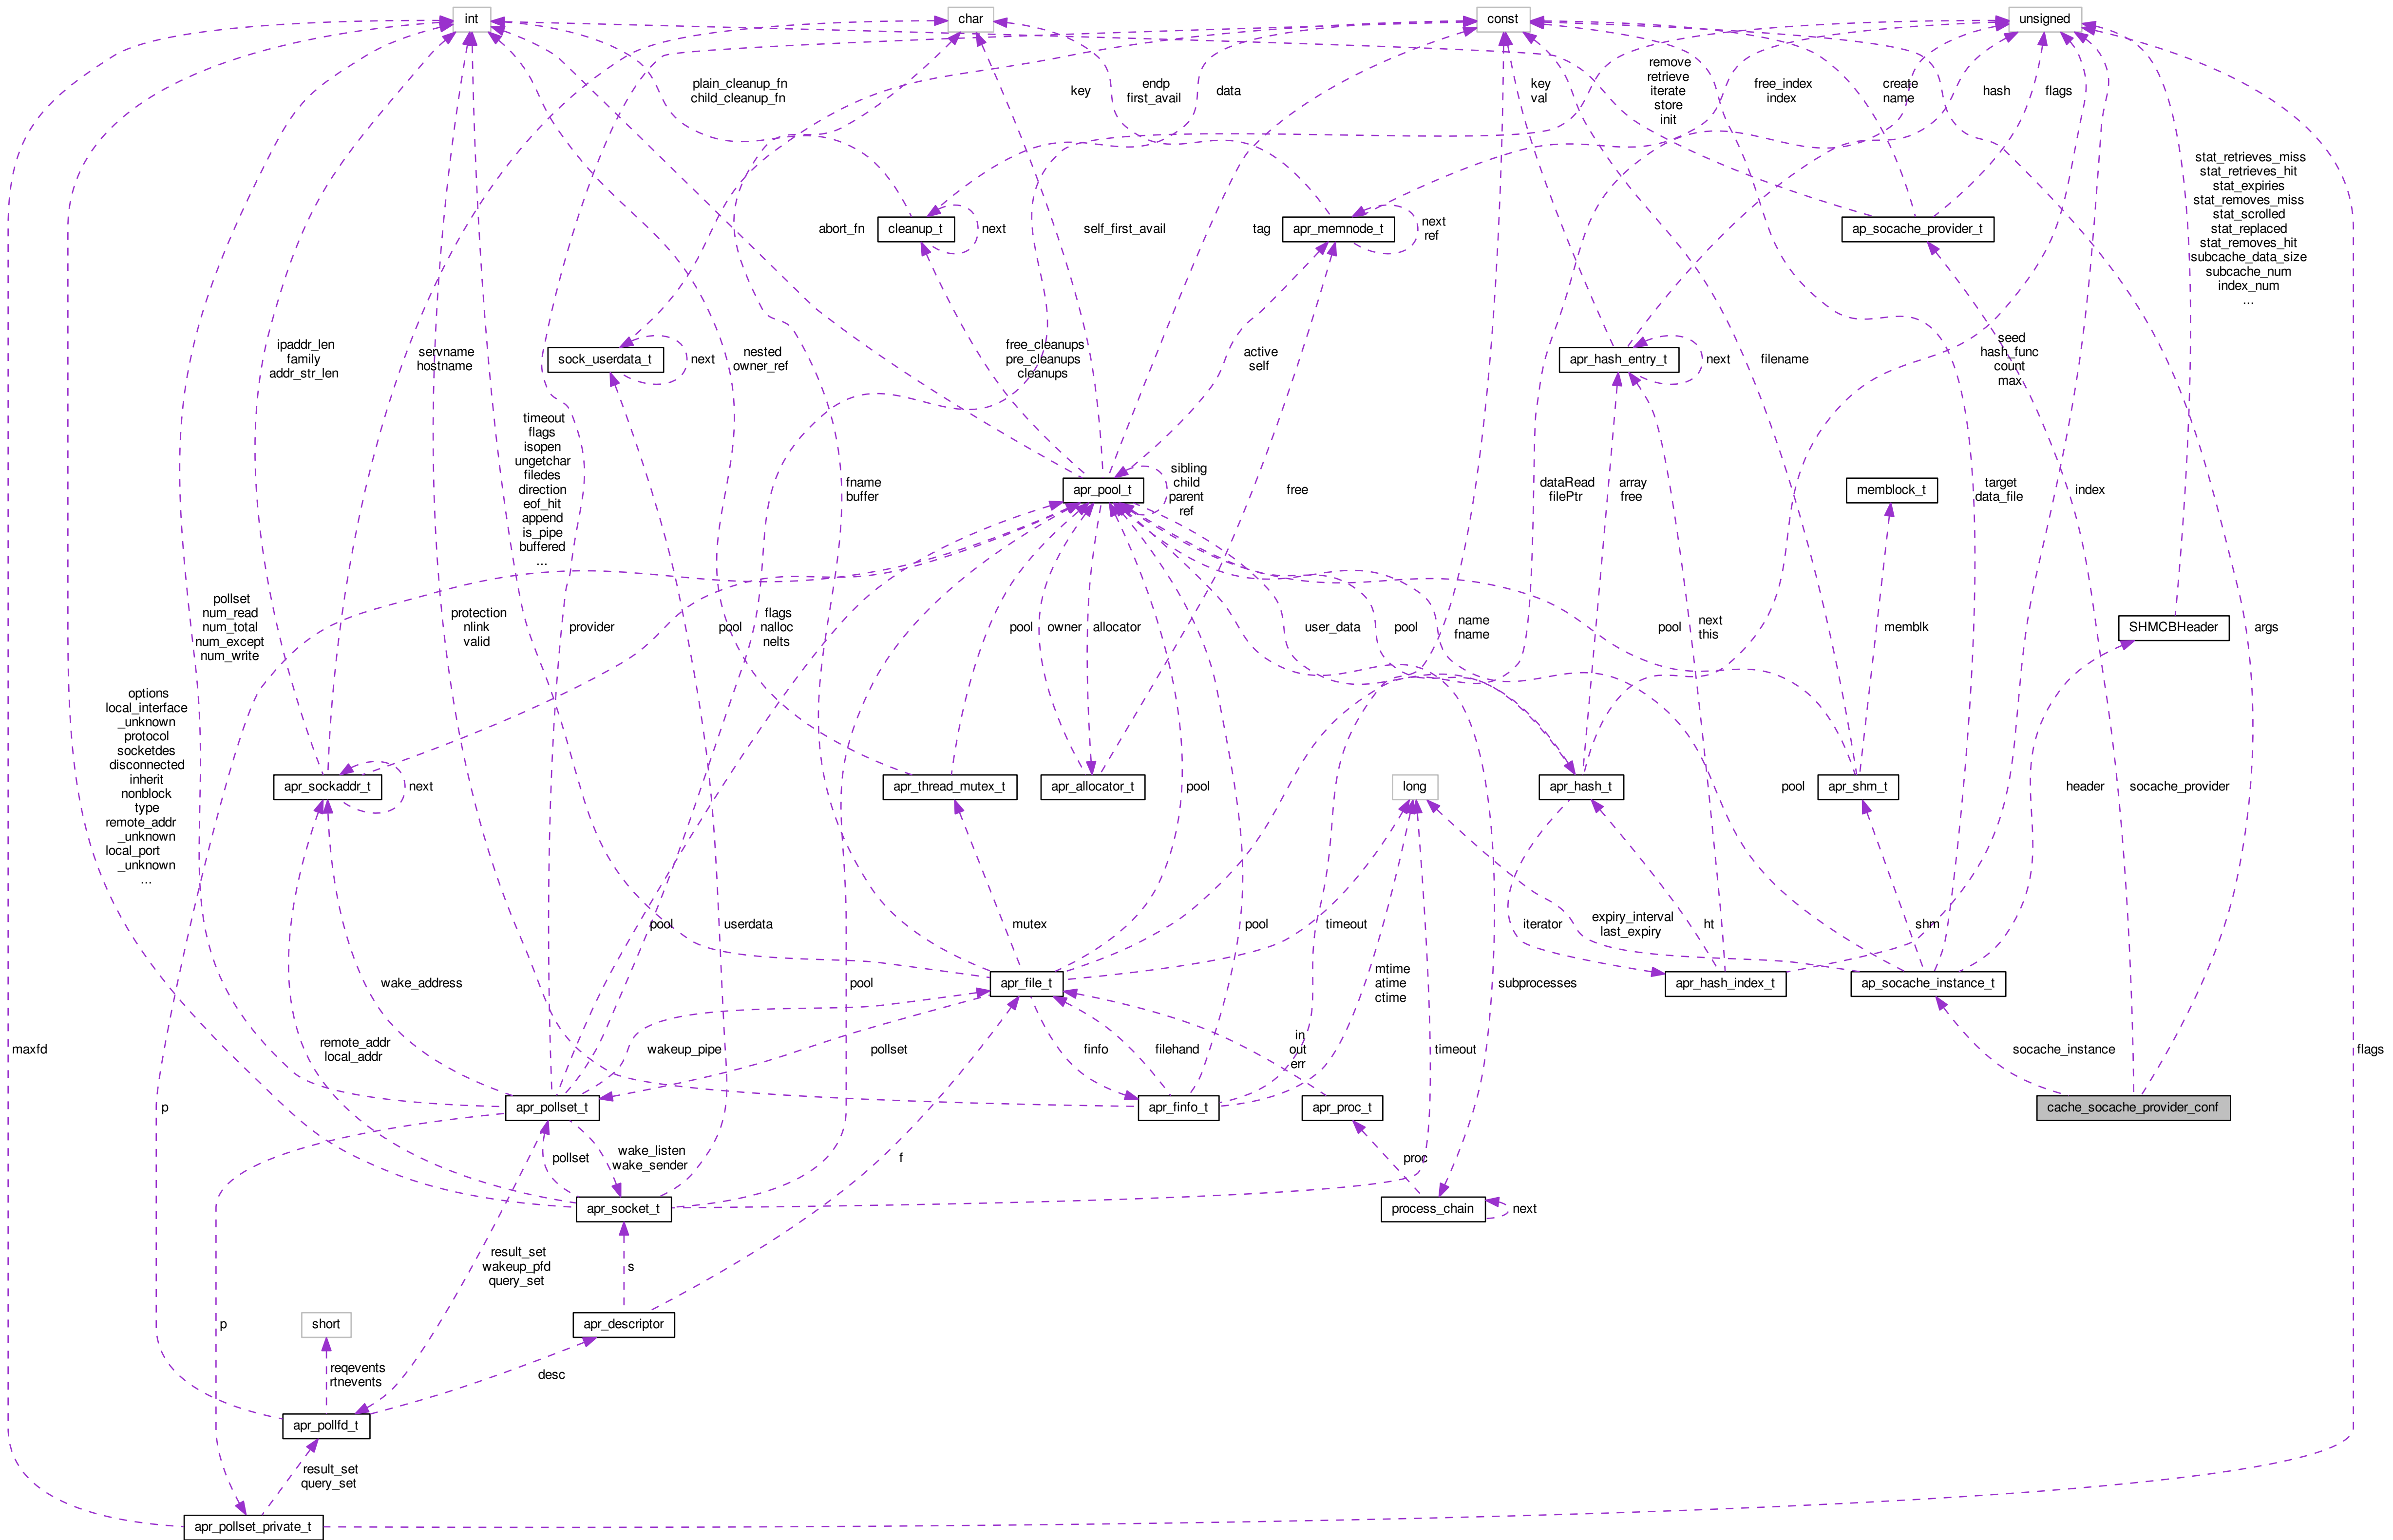 int
char
const
unsigned
plain_cleanup_fn
child_cleanup_fn
key
endp
first_avail
data
remove
retrieve
iterate
store
init
key
val
free_index
index
create
name
hash
flags
stat_retrieves_miss
stat_retrieves_hit
stat_expiries
stat_removes_miss
stat_scrolled
stat_replaced
stat_removes_hit
subcache_data_size
subcache_num
index_num
...
abort_fn
cleanup_t
next
self_first_avail
tag
apr_memnode_t
next
ref
ap_socache_provider_t
ipaddr_len
family
addr_str_len
servname
hostname
sock_userdata_t
next
nested
owner_ref
free_cleanups
pre_cleanups
cleanups
active
self
apr_hash_entry_t
next
filename
seed
hash_func
count
max
timeout
flags
isopen
ungetchar
filedes
direction
eof_hit
append
is_pipe
buffered
...
fname
buffer
apr_pool_t
sibling
child
parent
ref
free
dataRead
filePtr
array
free
memblock_t
target
data_file
index
pollset
num_read
num_total
num_except
num_write
protection
nlink
valid
provider
pool
flags
nalloc
nelts
pool
owner
allocator
user_data
pool
name
fname
pool
next
this
memblk
SHMCBHeader
args
options
local_interface
_unknown
protocol
socketdes
disconnected
inherit
nonblock
type
remote_addr
_unknown
local_port
_unknown
...
apr_sockaddr_t
next
apr_thread_mutex_t
apr_allocator_t
pool
long
apr_hash_t
pool
apr_shm_t
header
socache_provider
wake_address
pool
userdata
pool
mutex
apr_file_t
pool
timeout
mtime
atime
ctime
subprocesses
iterator
expiry_interval
last_expiry
ht
apr_hash_index_t
shm
ap_socache_instance_t
maxfd
remote_addr
local_addr
wakeup_pipe
pollset
finfo
filehand
in
out
err
timeout
socache_instance
flags
p
apr_pollset_t
apr_finfo_t
apr_proc_t
cache_socache_provider_conf
pollset
wake_listen
wake_sender
f
proc
apr_socket_t
process_chain
next
result_set
wakeup_pfd
query_set
s
short
apr_descriptor
p
reqevents
rtnevents
desc
apr_pollfd_t
result_set
query_set
apr_pollset_private_t